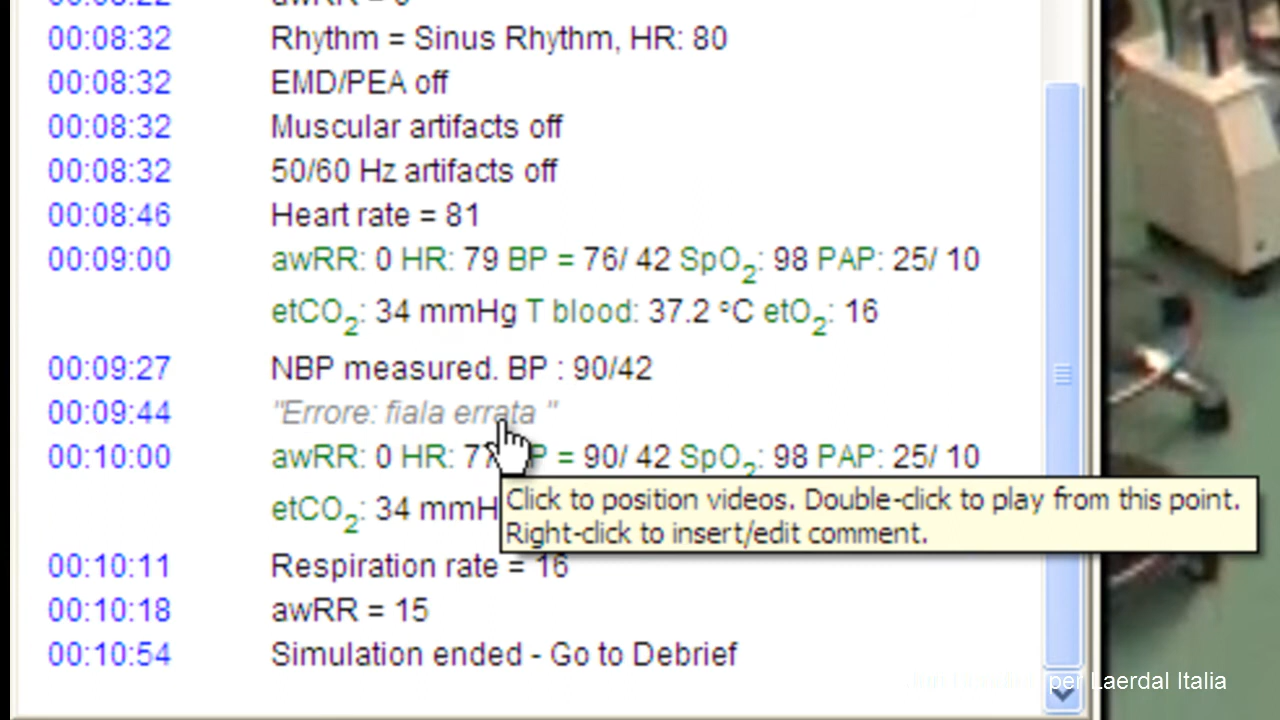 00:08:32 Rhythm = Sinus Rhythm, HR: 80
00:08:32 EMD/PEA off
00:08:32 Muscular artifacts off
00:08:32 50/60 Hz artifacts off
00:08:46 Heart rate = 81
00:09:00 awRR: 0 HR: 79 BP = 76/ 42 SpO2: 98 PAP: 25/ 10
etCO2: 34 mmHg T blood: 37.2 °C etO2: 16
00:09:27 NBP measured. BP : 90/42
00:09:44 "Errore: fiala errata "
00:10:00 awRR: 0 HR: 77 BP = 90/ 42 SpO2: 98 PAP: 25/ 10
etCO2: 34
Click to position videos. Double-click to play from this point.
Right-click to insert/edit comment.
00:10:11 Respiration rate = 16
00:10:18 awRR = 15
00:10:54 Simulation ended - Go to Debrief
per Laerdal Italia